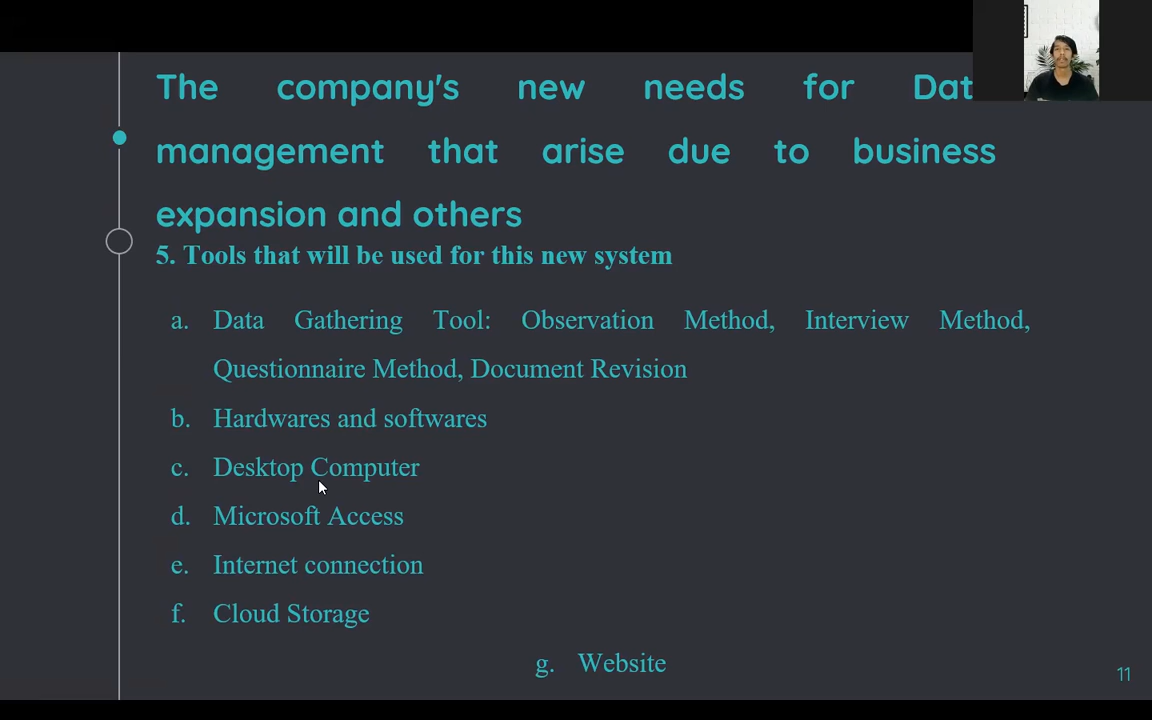 The company's new needs for Dat
management that arise due to business
expansion and others
5. Tools that will be used for this new system
a. Data Gathering Tool: Observation Method, Interview Method,
Questionnaire Method, Document Revision
b. Hardwares and softwares
c. Desktop Computer
d. Microsoft Access
e. Internet connection
f. Cloud Storage
g. Website
11